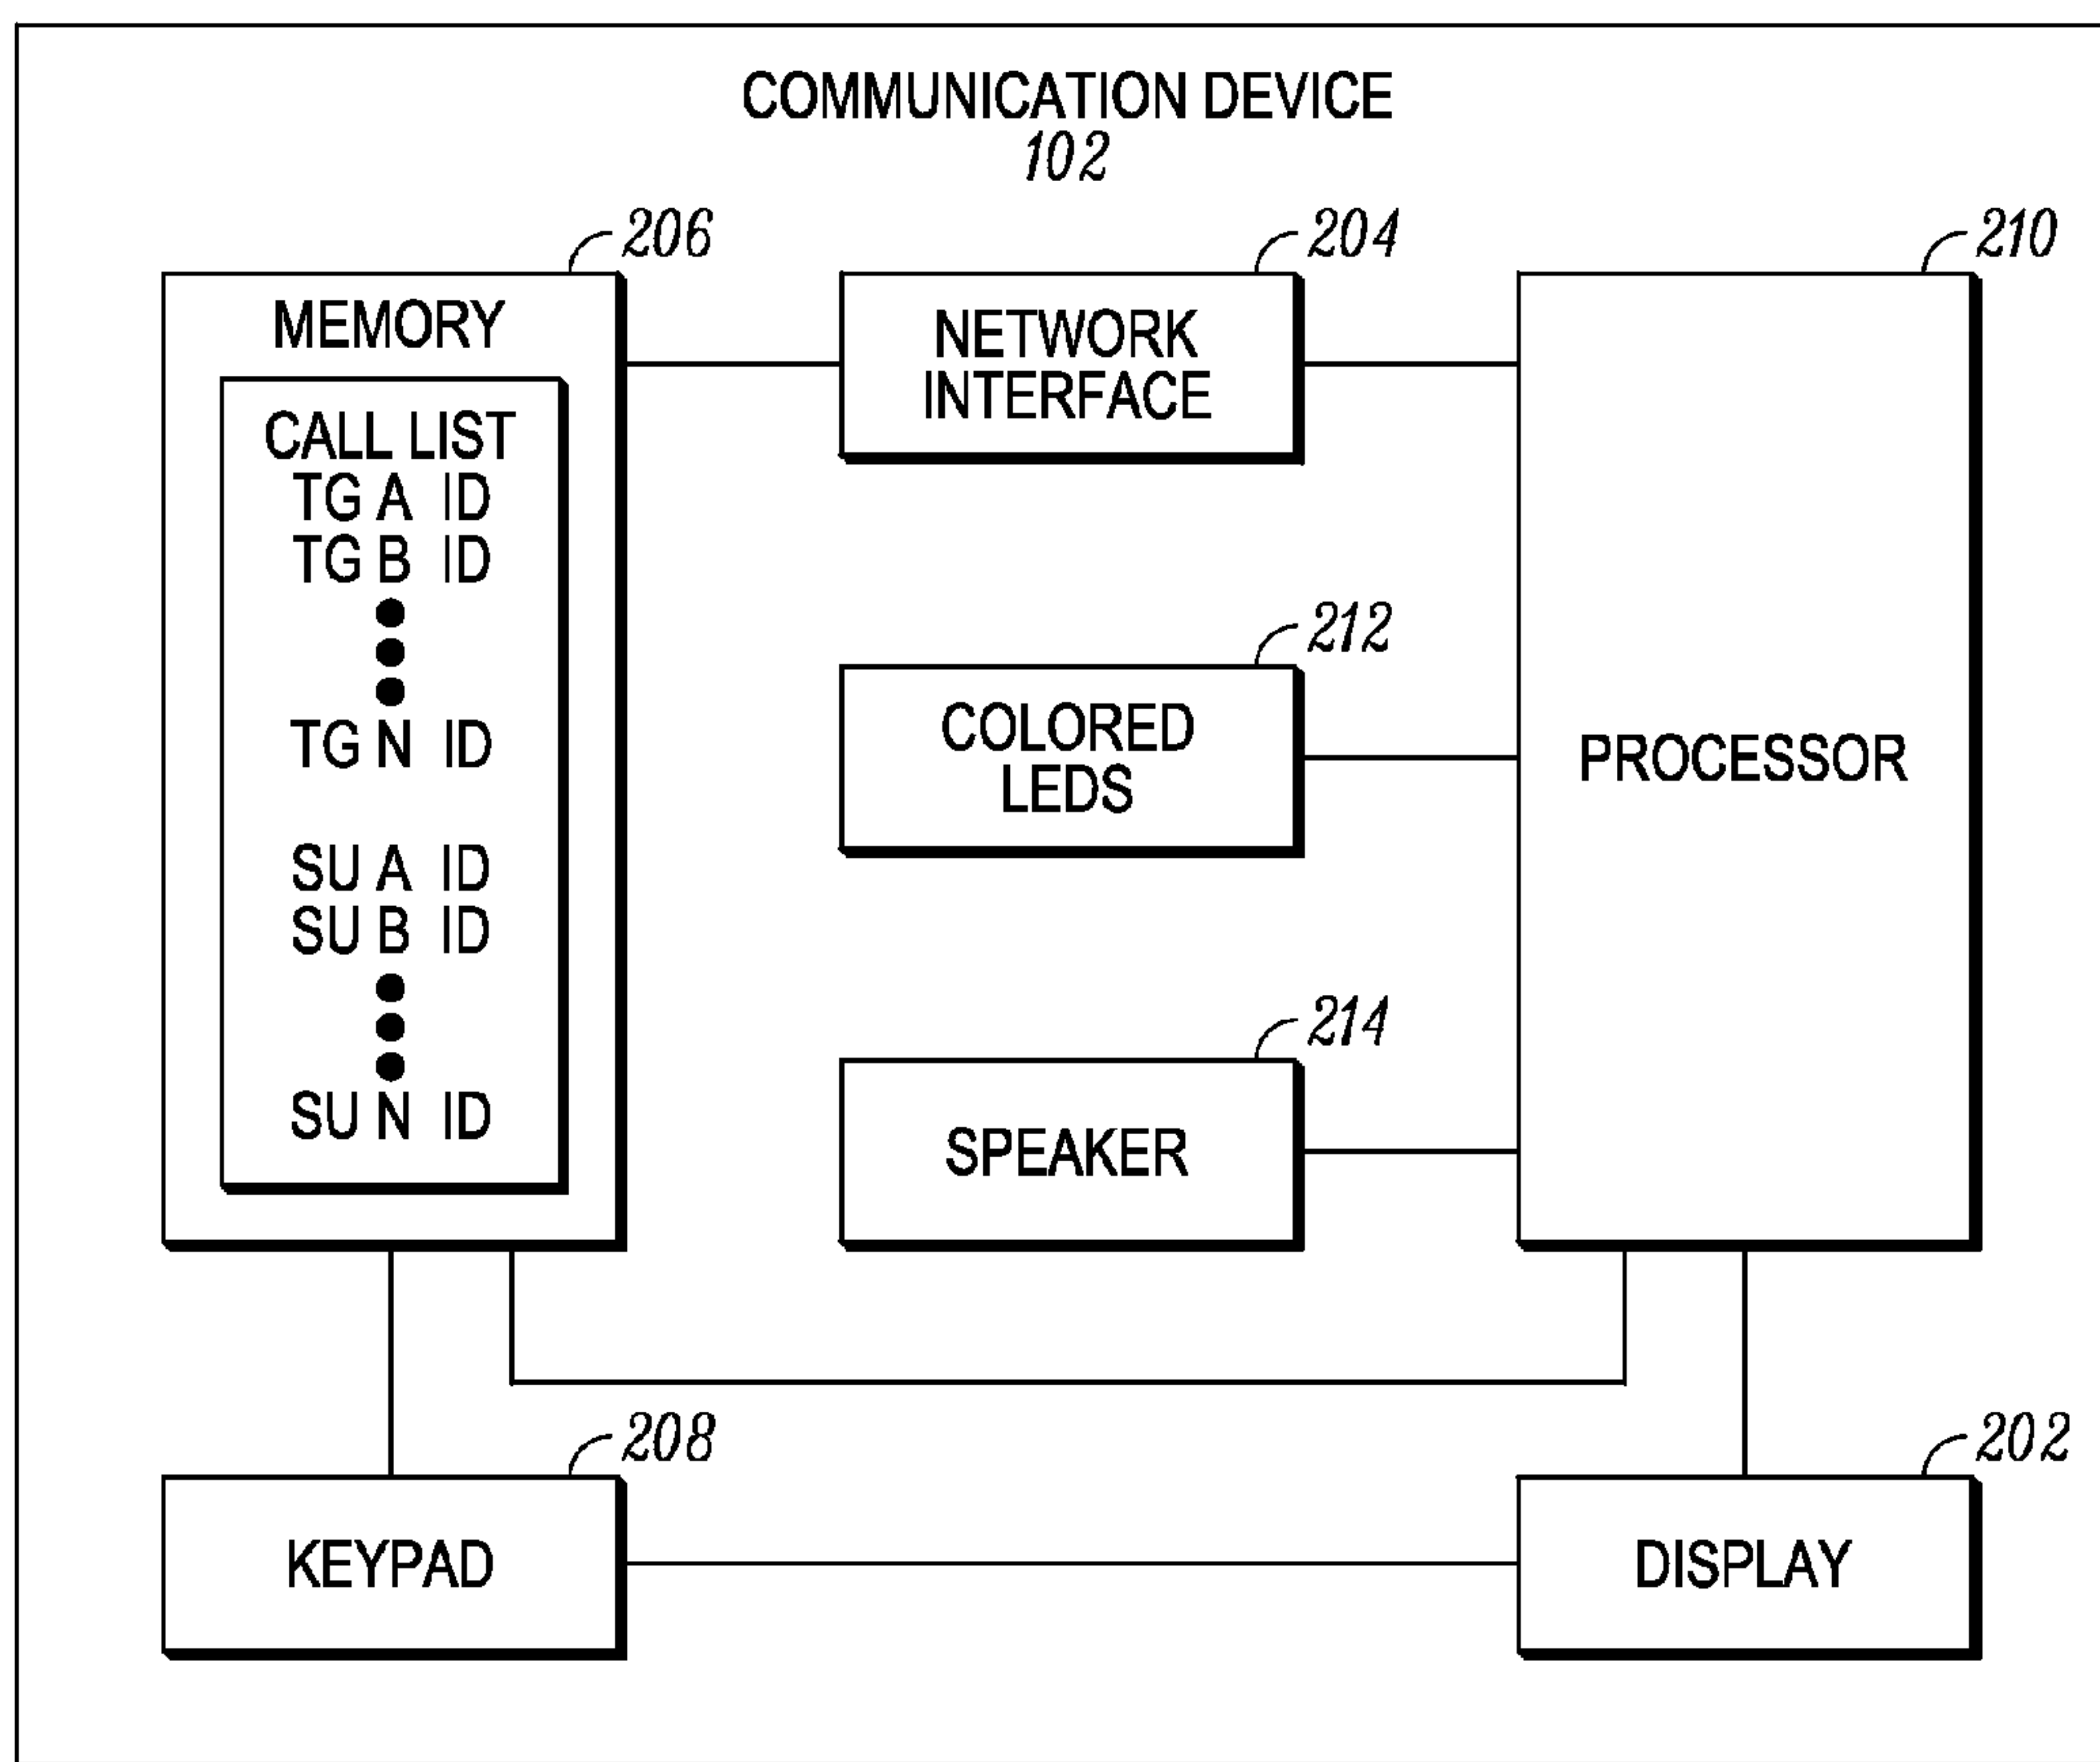 COMMUNICATION DEVICE
102
206
MEMORY
CALL LIST
TG A ID
TG B ID
TG N ID
SU A ID
SU B ID
SU N ID
204
NETWORK
INTERFACE
212
COLORED
LEDS
214
SPEAKER
210
PROCESSOR
208
KEYPAD
202
DISPLAY